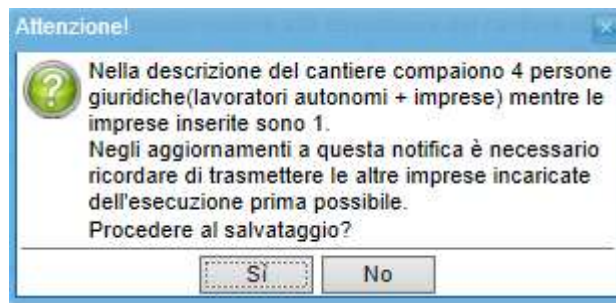 Attenzione!
Nella descrizione del cantiere compaiono 4 persone
giuridiche(lavoratori autonomi + imprese) mentre le
imprese inserite sono 1.
Negli aggiornamenti a questa notifica è necessario
ricordare di trasmettere le altre imprese incaricate
dell'esecuzione prima possibile.
Procedere al salvataggio?
Sì No